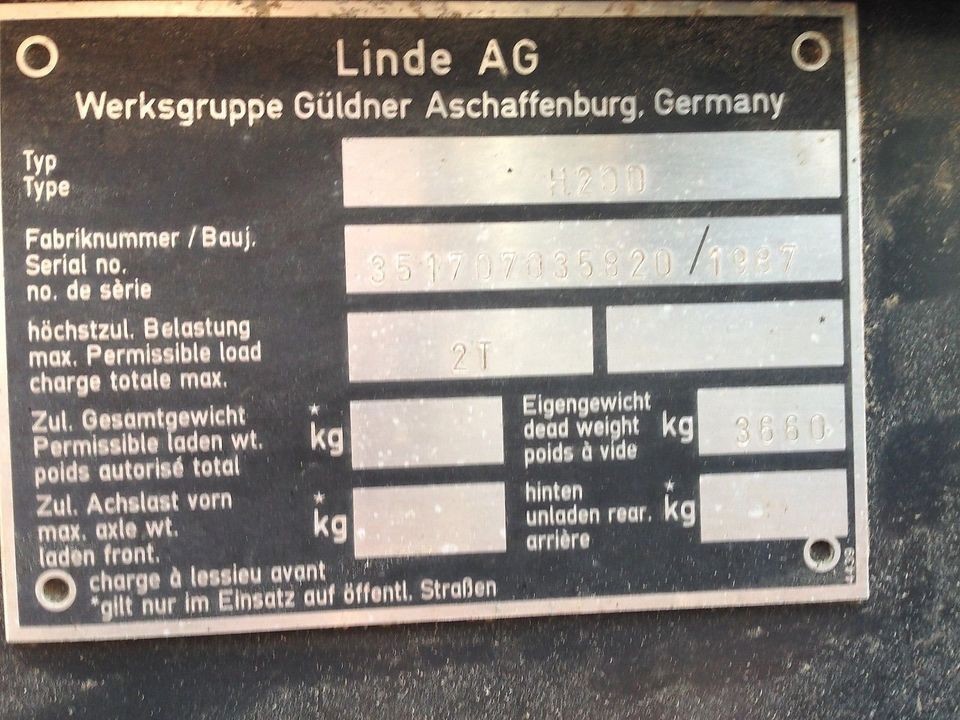 Linde AG
Werksgruppe Güldner Aschaffenburg, Germany
Typ
Type
H20D
Fabriknummer / Bauj.
Serial no.
no. de sèrie
351707035820/1987
höchstzul. Belastung
max. Permissible load
charge totale max.
2T
*
Zul. Gesamtgewicht
Permissible laden wt.
poids autorisé total
* kg
Eigengewicht
dead weight
poids à vide
kg
3660
Zul. Achslast vorn
max. axle wt.
laden front.
charge à lessieu avant
* kg
hinten
unladen rear.
arrière
* kg
*gilt nur im Einsatz auf öffentl. Straßen